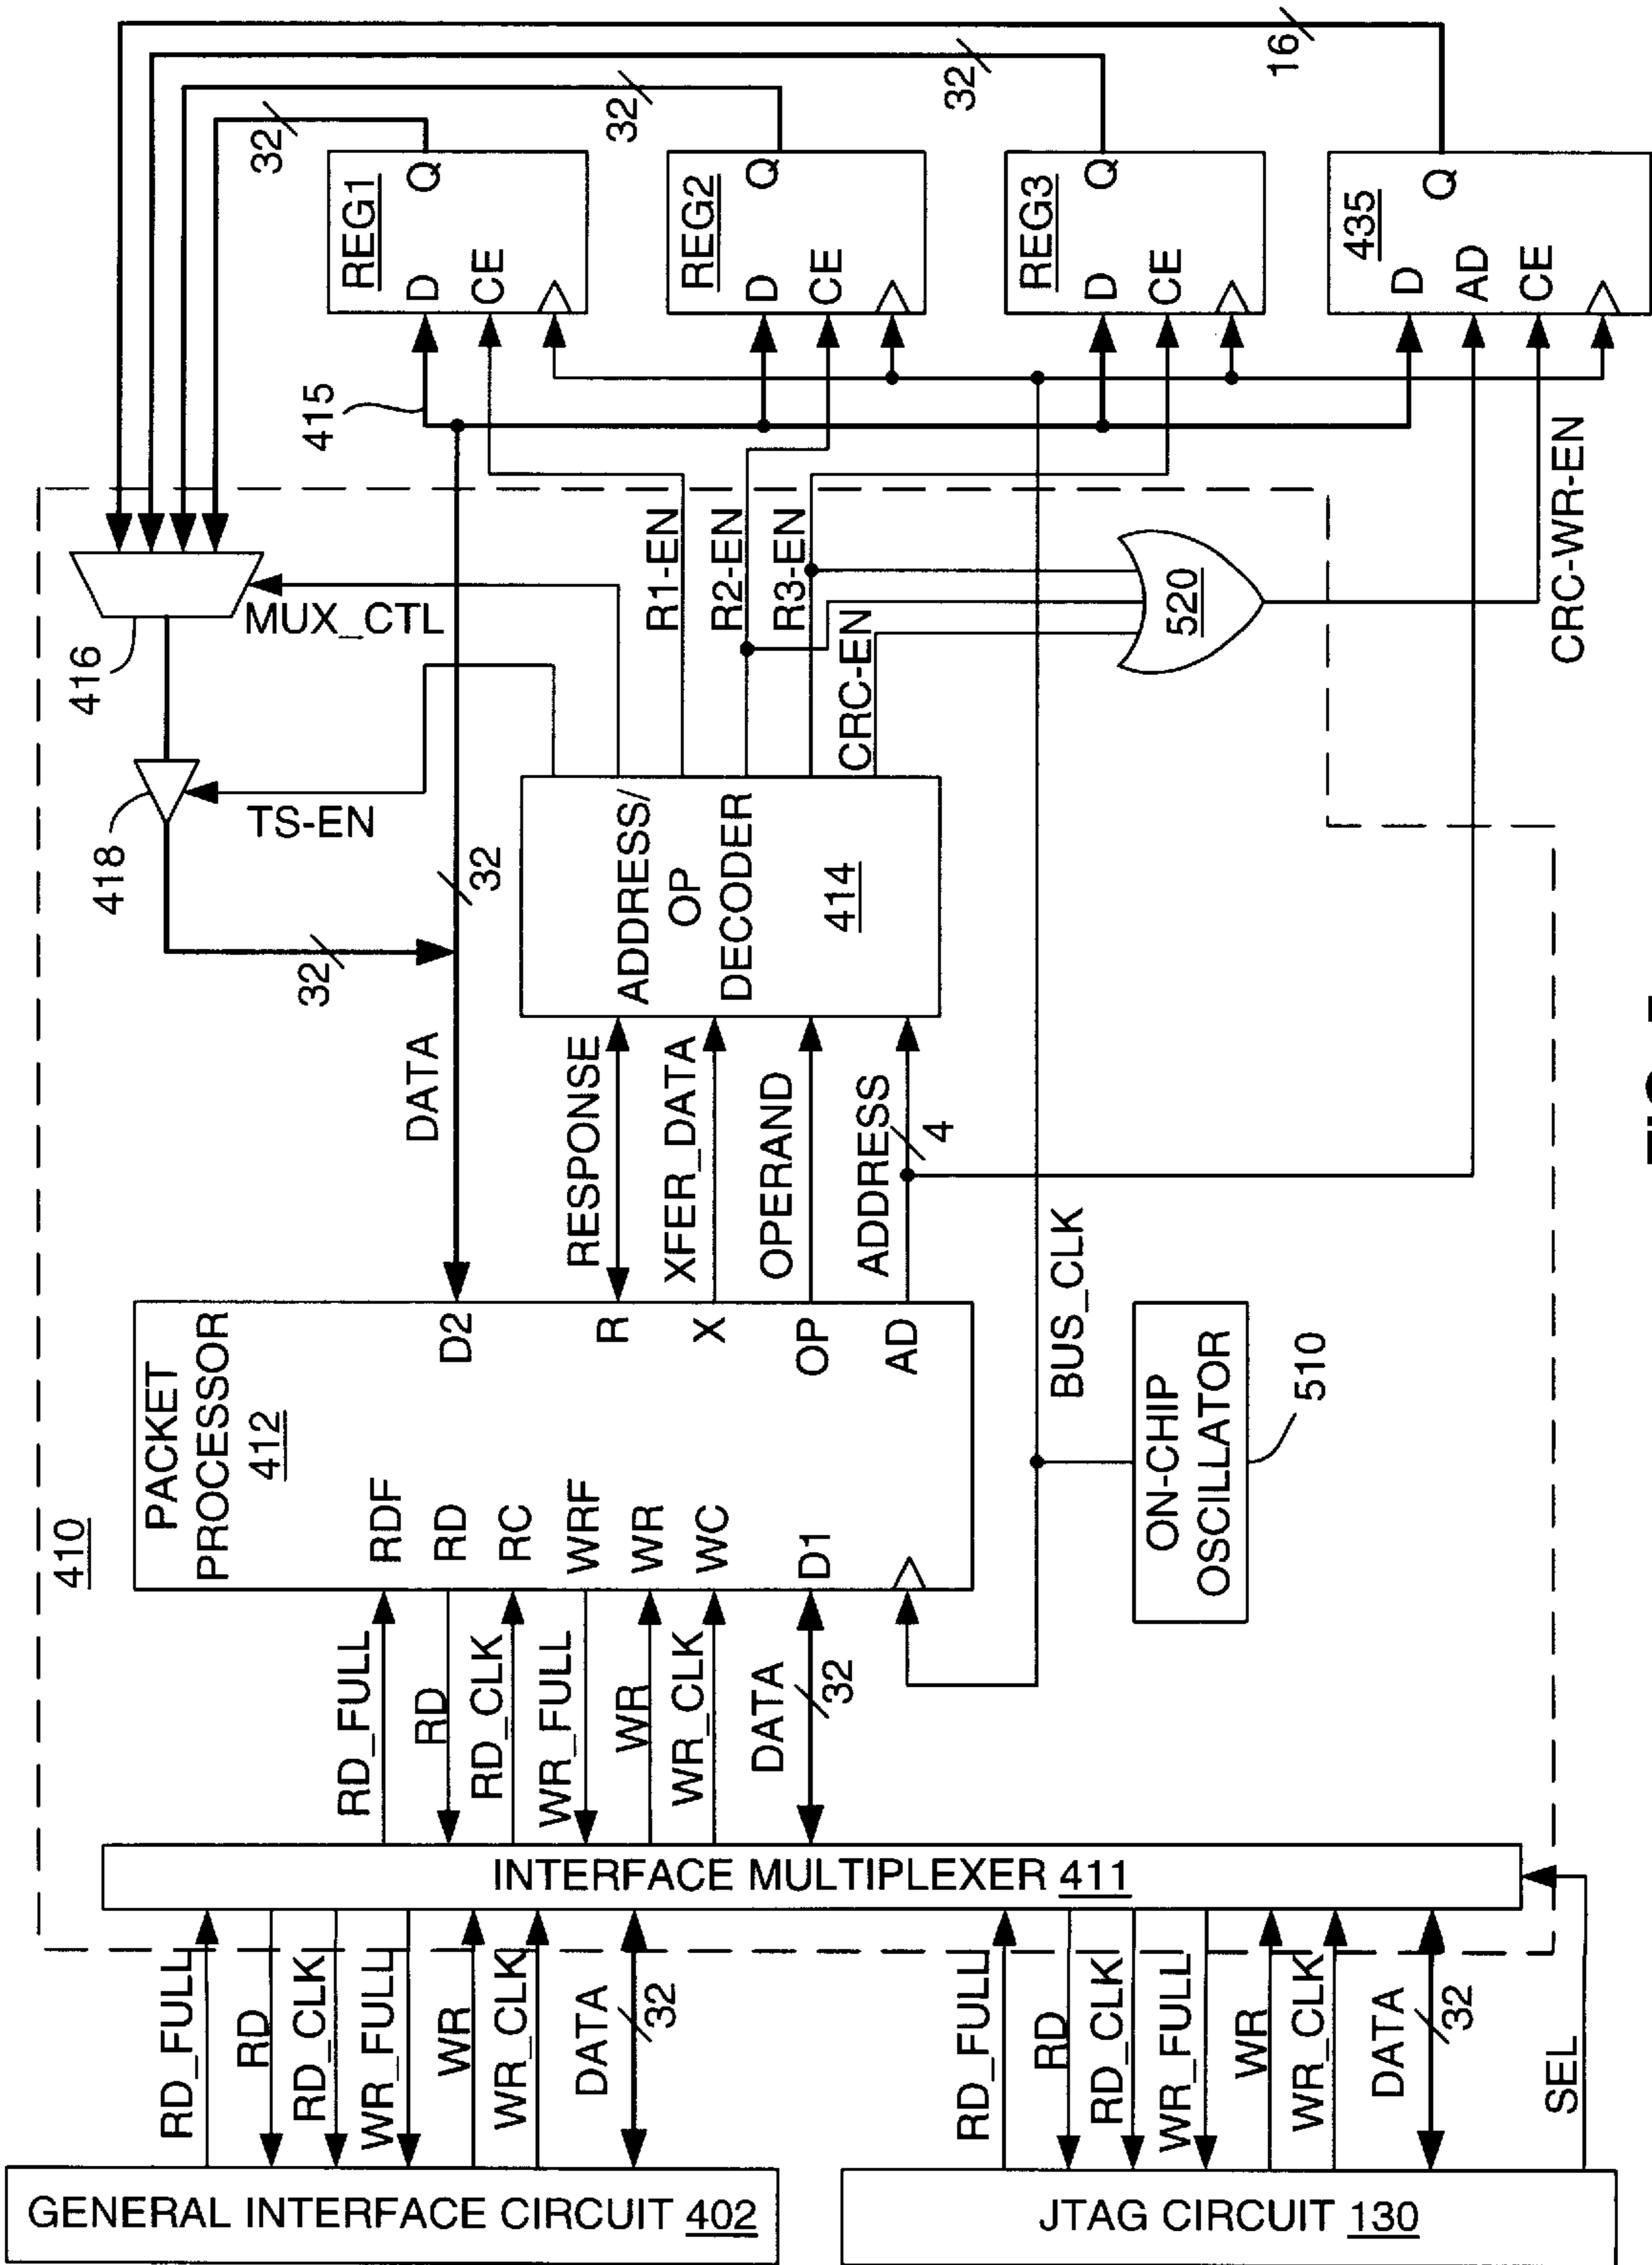 410
GENERAL INTERFACE CIRCUIT 402
RD_FULL
RD
RD_CLK
WR_FULL
WR
WR_CLK
DATA
32
JTAG CIRCUIT 130
RD_FULL
RD
RD_CLK
WR_FULL
WR
WR_CLK
DATA
32
SEL
INTERFACE MULTIPLEXER 411
RD_FULL
RD
RD_CLK
WR_FULL
WR
WR_CLK
DATA
32
PACKET
PROCESSOR
412
RDF
RD
RC
WRF
WR
WC
D1
D2
R
X
OP
AD
ON-CHIP
OSCILLATOR
510
BUS_CLK
DATA
32
32
RESPONSE
XFER_DATA
OPERAND
ADDRESS
4
ADDRESS/
OP
DECODER
414
418
TS-EN
416
MUX_CTL
R1-EN
R2-EN
R3-EN
CRC-EN
520
CRC-WR-EN
415
REG1
D
CE
Q
32
REG2
D
CE
Q
32
REG3
D
CE
Q
32
435
D
AD
CE
Q
16